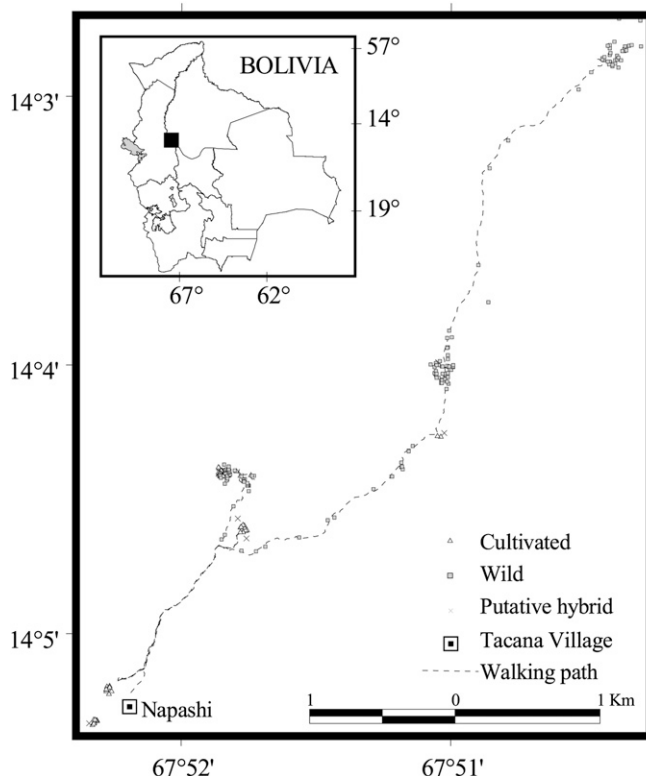 57°
BOLIVIA
14°3'
14°
19°
67° 62°
14°4'
Cultivated
Wild
Putative hybrid
14°5'
Tacana Village
Walking path
Napashi
1 0 1 Km
67°52' 67°51'